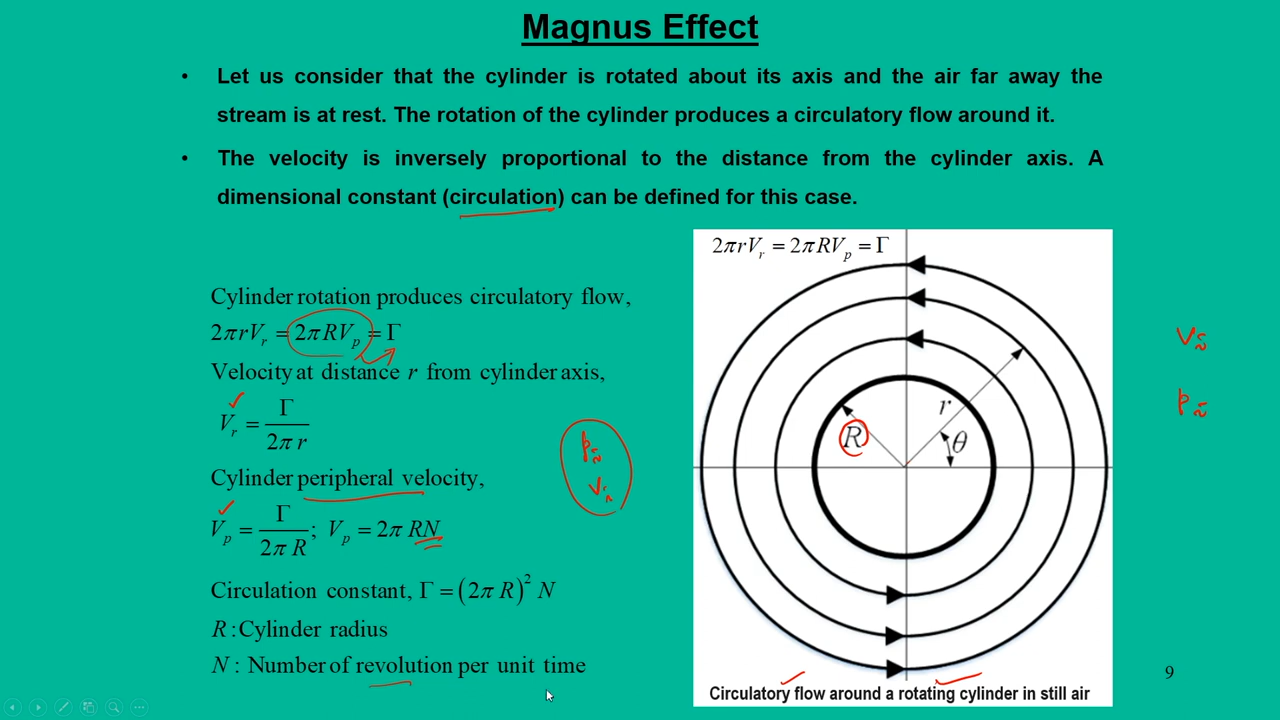 Magnus Effect
• Let us consider that the cylinder is rotated about its axis and the air far away the
stream is at rest. The rotation of the cylinder produces a circulatory flow around it.
• The velocity is inversely proportional to the distance from the cylinder axis. A
dimensional constant (circulation) can be defined for this case.
Cylinder rotation produces circulatory flow,
2πrV_r = 2πRV_p = Γ
Velocity at distance r from cylinder axis,
V_r = Γ / 2π r
Cylinder peripheral velocity,
V_p = Γ / 2π R ; V_p = 2π RN
Circulation constant, Γ = (2π R)² N
R : Cylinder radius
N : Number of revolution per unit time
2πrV_r = 2πRV_p = Γ
r
R
θ
Circulatory flow around a rotating cylinder in still air
9